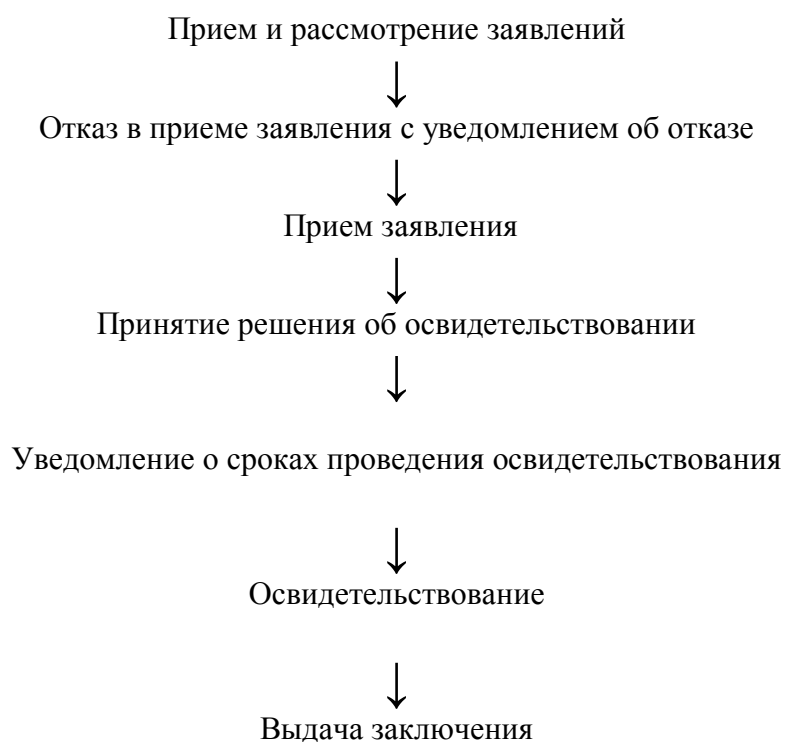 Прием и рассмотрение заявлений
Отказ в приеме заявления с уведомлением об отказе
Прием заявления
Принятие решения об освидетельствовании
Уведомление о сроках проведения освидетельствования
Освидетельствование
Выдача заключения